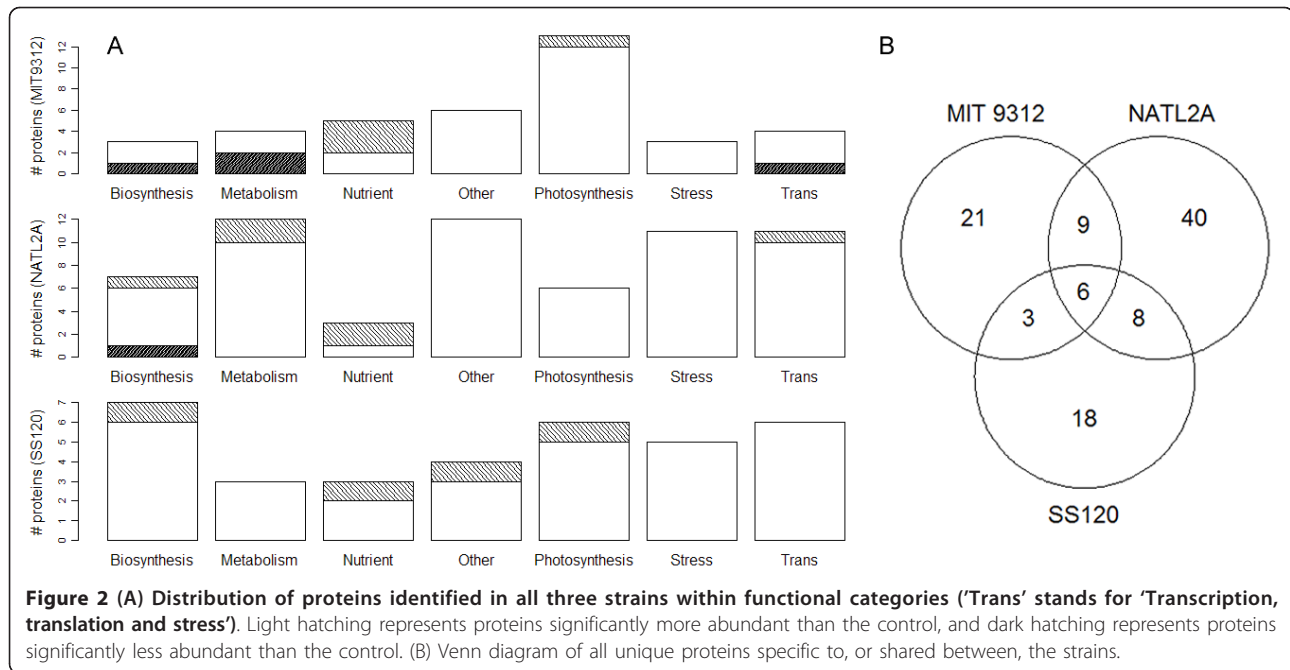 A
# proteins (MIT9312)
0 2 4 6 8 10 12
Biosynthesis Metabolism Nutrient Other Photosynthesis Stress Trans
# proteins (NATL2A)
0 2 4 6 8 10 12
Biosynthesis Metabolism Nutrient Other Photosynthesis Stress Trans
# proteins (SS120)
0 1 2 3 4 5 6 7
Biosynthesis Metabolism Nutrient Other Photosynthesis Stress Trans
B
MIT 9312 NATL2A
21 9 40
6
3 8
18
SS120
Figure 2 (A) Distribution of proteins identified in all three strains within functional categories ('Trans' stands for 'Transcription,
translation and stress'). Light hatching represents proteins significantly more abundant than the control, and dark hatching represents proteins
significantly less abundant than the control. (B) Venn diagram of all unique proteins specific to, or shared between, the strains.